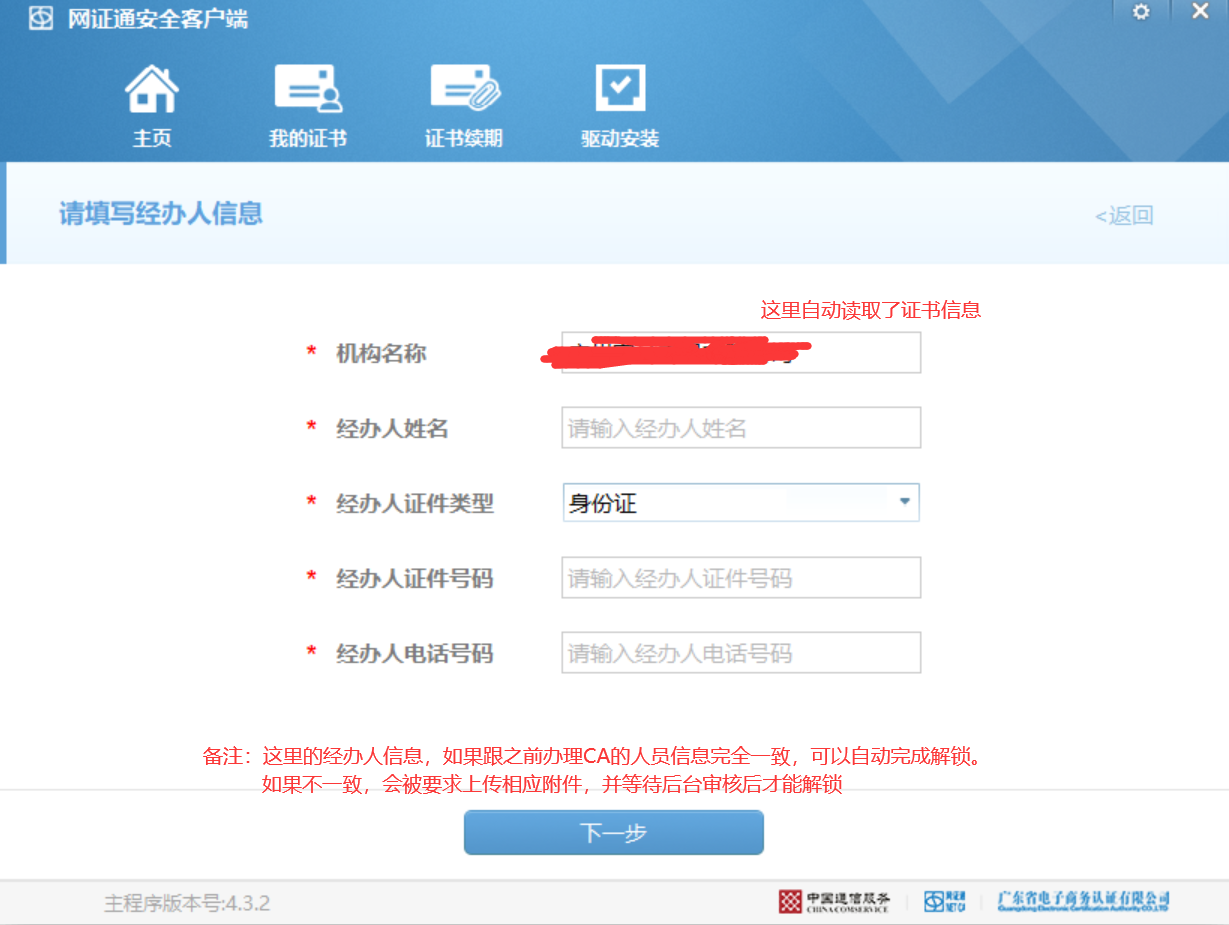 网证通安全客户端
主页
我的证书
证书续期
驱动安装
请填写经办人信息
<返回
这里自动读取了证书信息
* 机构名称
* 经办人姓名
请输入经办人姓名
* 经办人证件类型
身份证
* 经办人证件号码
请输入经办人证件号码
* 经办人电话号码
请输入经办人电话号码
备注：这里的经办人信息，如果跟之前办理CA的人员信息完全一致，可以自动完成解锁。
如果不一致，会被要求上传相应附件，并等待后台审核后才能解锁
下一步
主程序版本号:4.3.2
中国通信服务
CHINA COMSERVICE
网证通
NETCA
广东省电子商务认证有限公司
Guangdong Electronic Certification Authority CO.,LTD